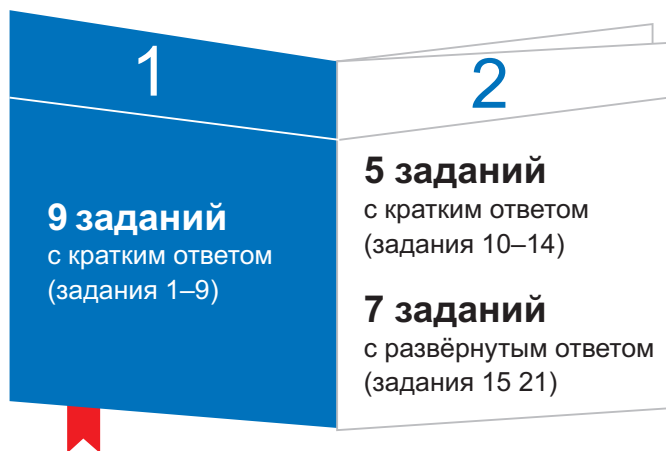 1
9 заданий
с кратким ответом
(задания 1–9)
2
5 заданий
с кратким ответом
(задания 10–14)
7 заданий
с развёрнутым ответом
(задания 15 21)